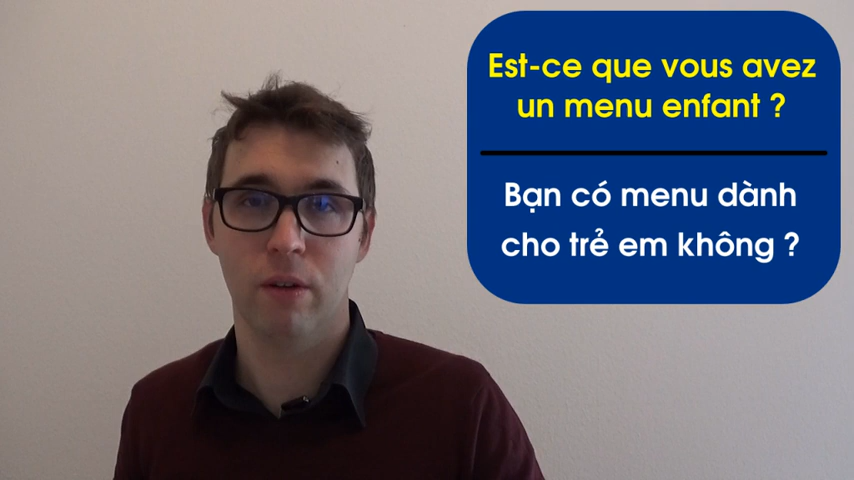 Est-ce que vous avez
un menu enfant ?
Bạn có menu dành
cho trẻ em không ?